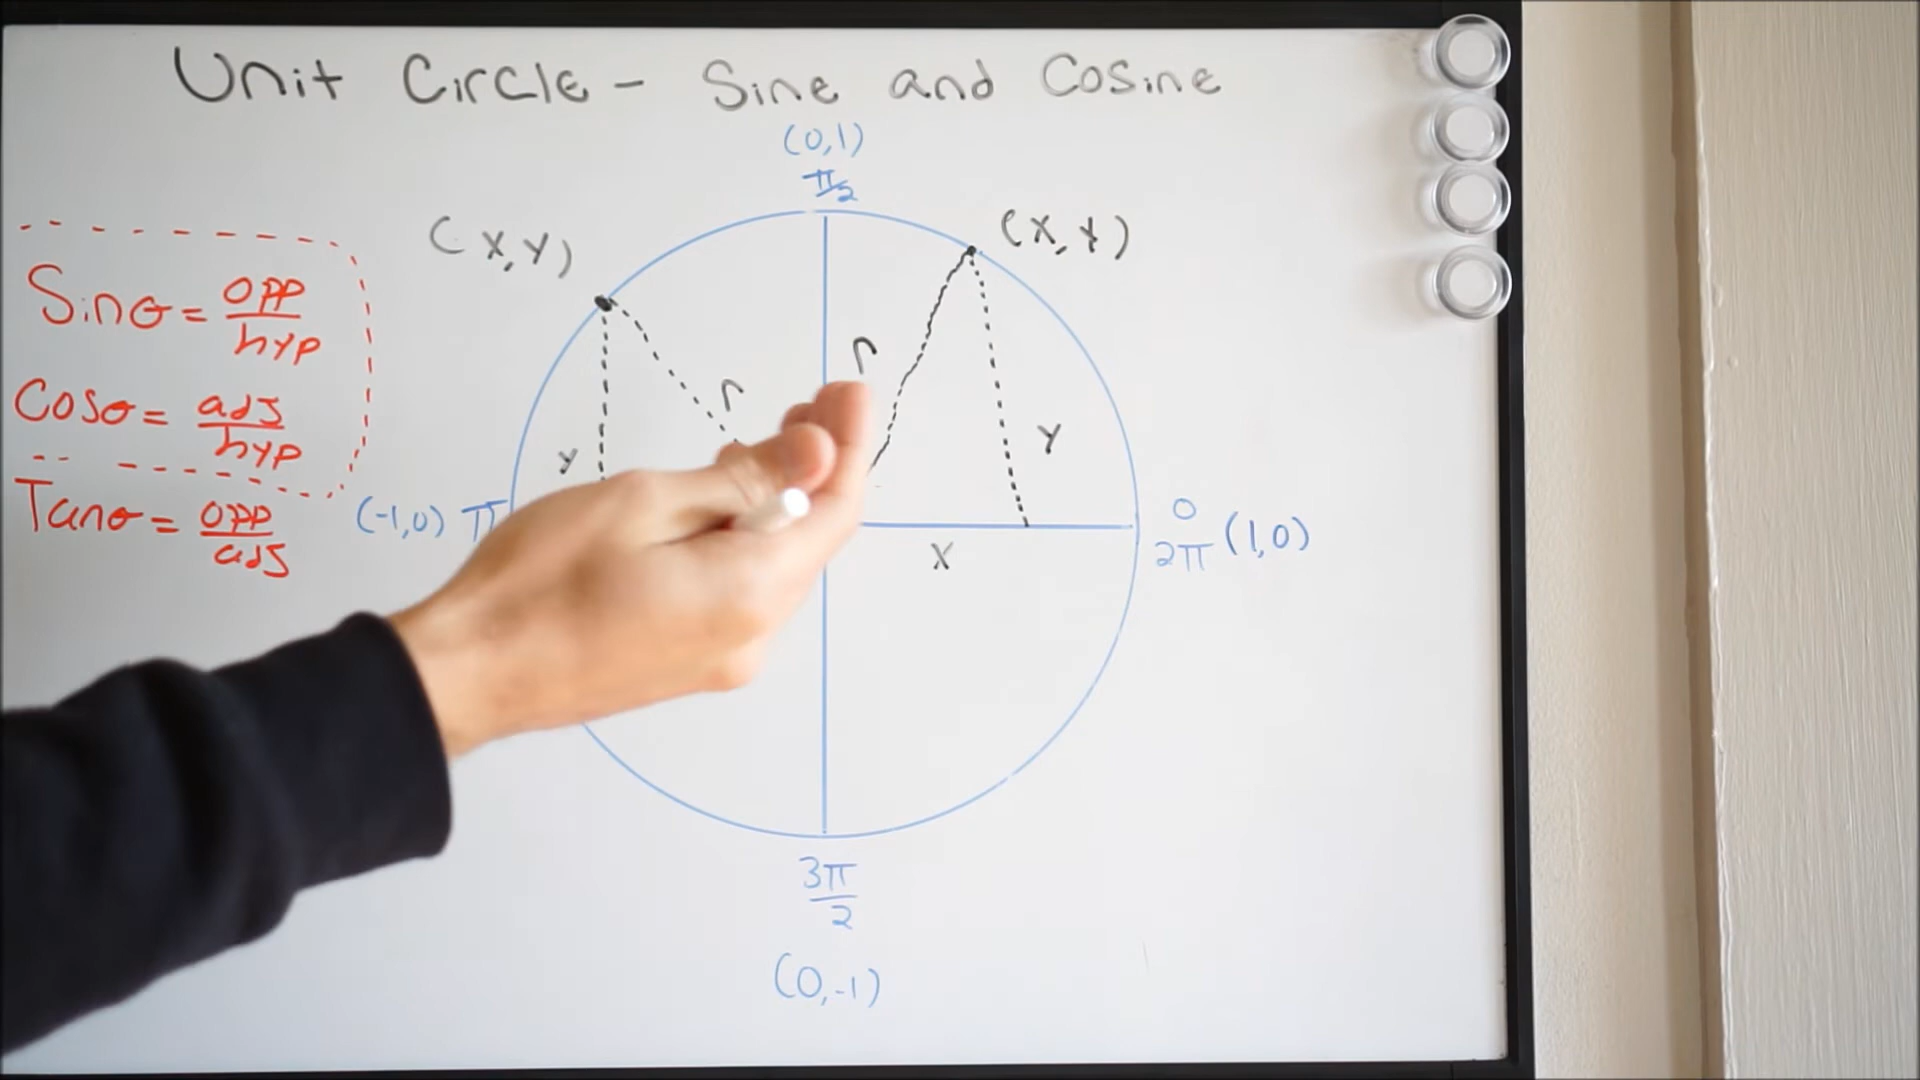 Unit Circle - Sine and Cosine
(0,1)
π/2
(X,Y)
(X,Y)
Sinθ = opp/hyp
Cosθ = adj/hyp
Tanθ = opp/adj
r
r
y
y
(-1,0) π
0
2π (1,0)
X
3π/2
(0,-1)